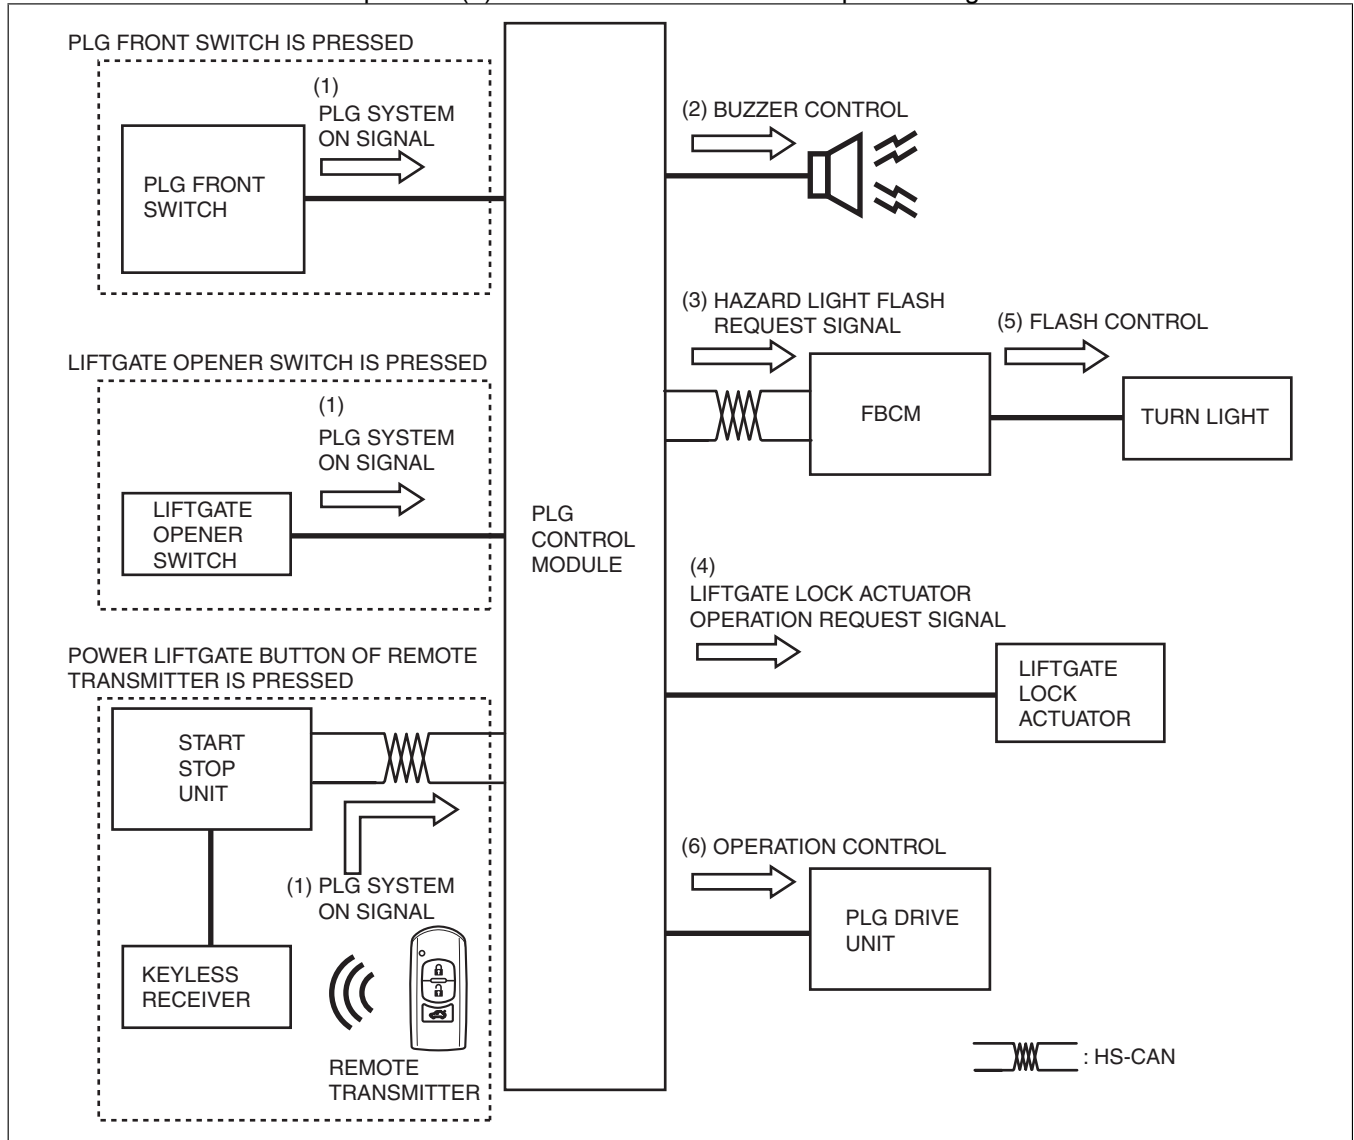 PLG FRONT SWITCH IS PRESSED
(1)
PLG SYSTEM
ON SIGNAL
PLG FRONT
SWITCH
LIFTGATE OPENER SWITCH IS PRESSED
(1)
PLG SYSTEM
ON SIGNAL
LIFTGATE
OPENER
SWITCH
POWER LIFTGATE BUTTON OF REMOTE
TRANSMITTER IS PRESSED
START
STOP
UNIT
(1) PLG SYSTEM
ON SIGNAL
KEYLESS
RECEIVER
REMOTE
TRANSMITTER
PLG
CONTROL
MODULE
(2) BUZZER CONTROL
(3) HAZARD LIGHT FLASH
REQUEST SIGNAL
FBCM
(5) FLASH CONTROL
TURN LIGHT
(4)
LIFTGATE LOCK ACTUATOR
OPERATION REQUEST SIGNAL
LIFTGATE
LOCK
ACTUATOR
(6) OPERATION CONTROL
PLG DRIVE
UNIT
: HS-CAN